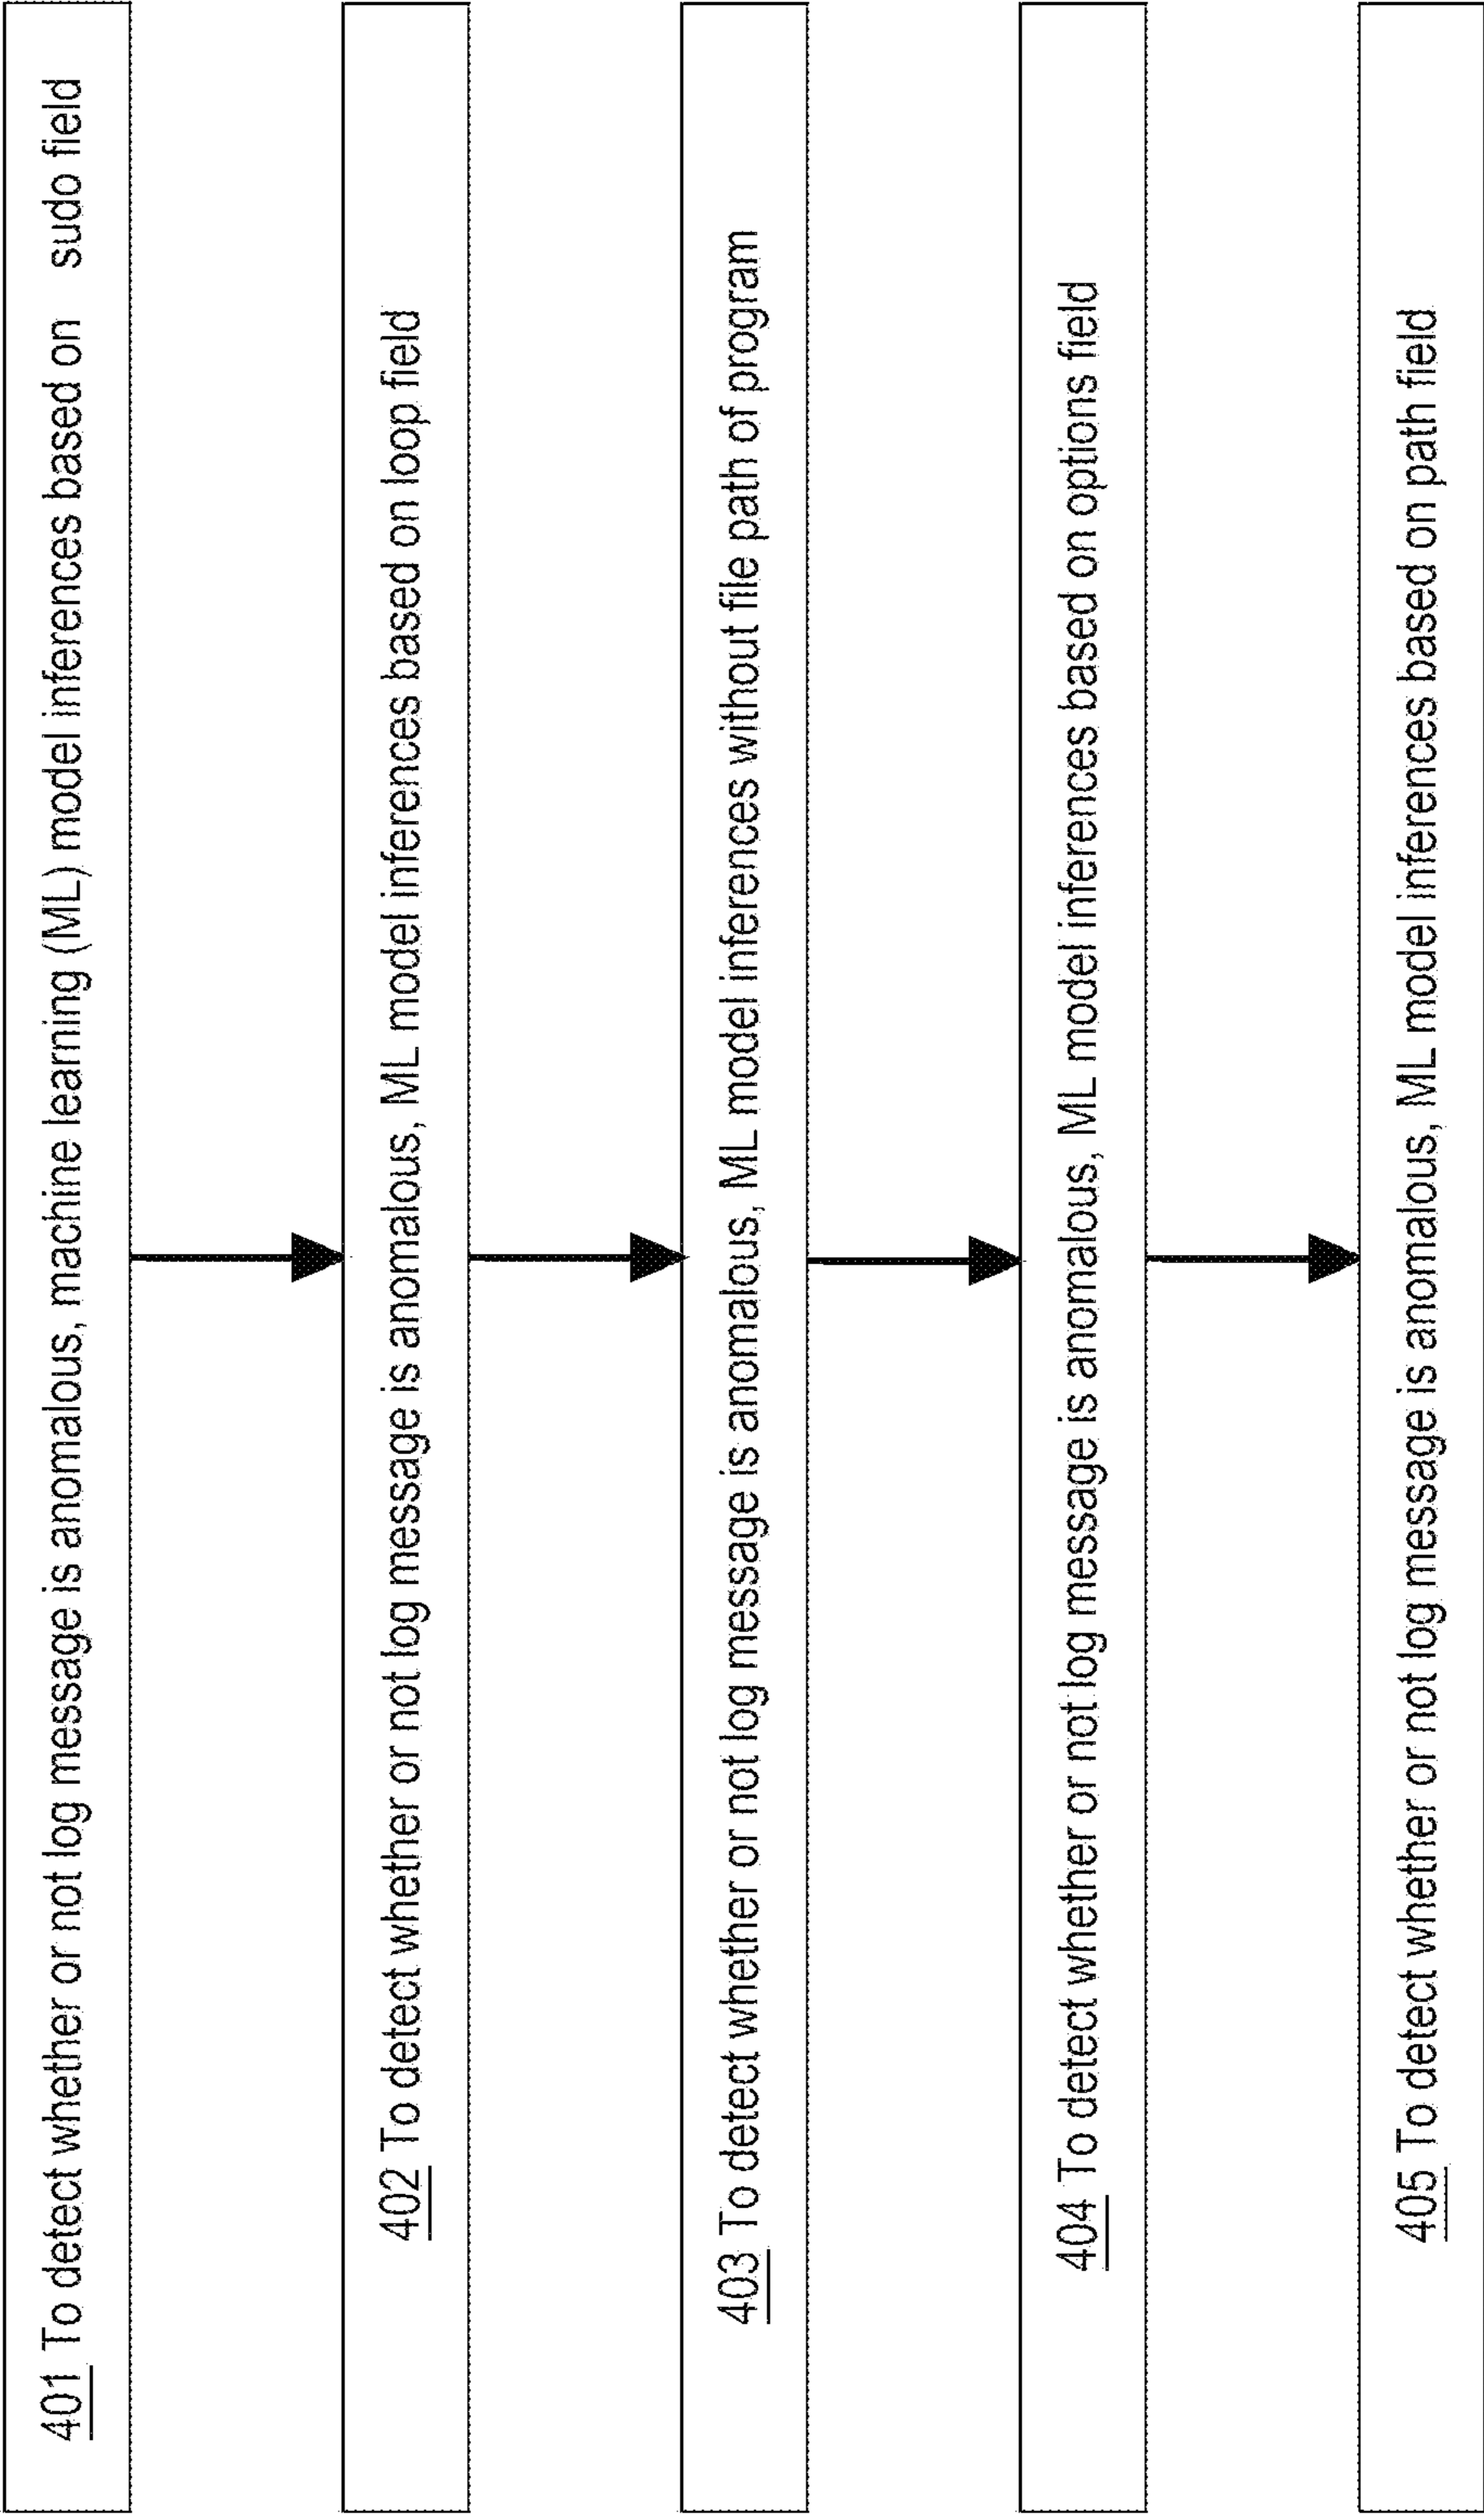 401 To detect whether or not log message is anomalous, machine learning (ML) model inferences based on sudo field
402 To detect whether or not log message is anomalous, ML model inferences based on loop field
403 To detect whether or not log message is anomalous, ML model inferences without file path of program
404 To detect whether or not log message is anomalous, ML model inferences based on options field
405 To detect whether or not log message is anomalous, ML model inferences based on path field